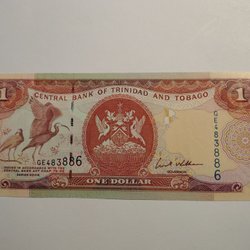 1 1
CENTRAL BANK OF TRINIDAD AND TOBAGO
GE483886
GE483886
ONE DOLLAR
GOVERNOR